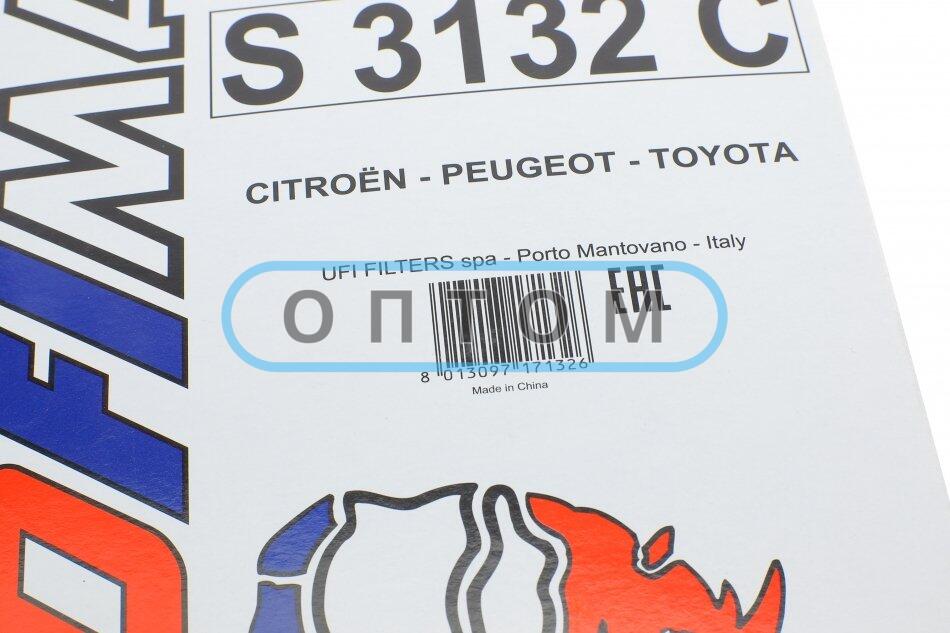 S 3132 C
CITROËN - PEUGEOT - TOYOTA
UFI FILTERS spa - Porto Mantovano - Italy
EAC
ОПТОМ
8 013097 171326
Made in China